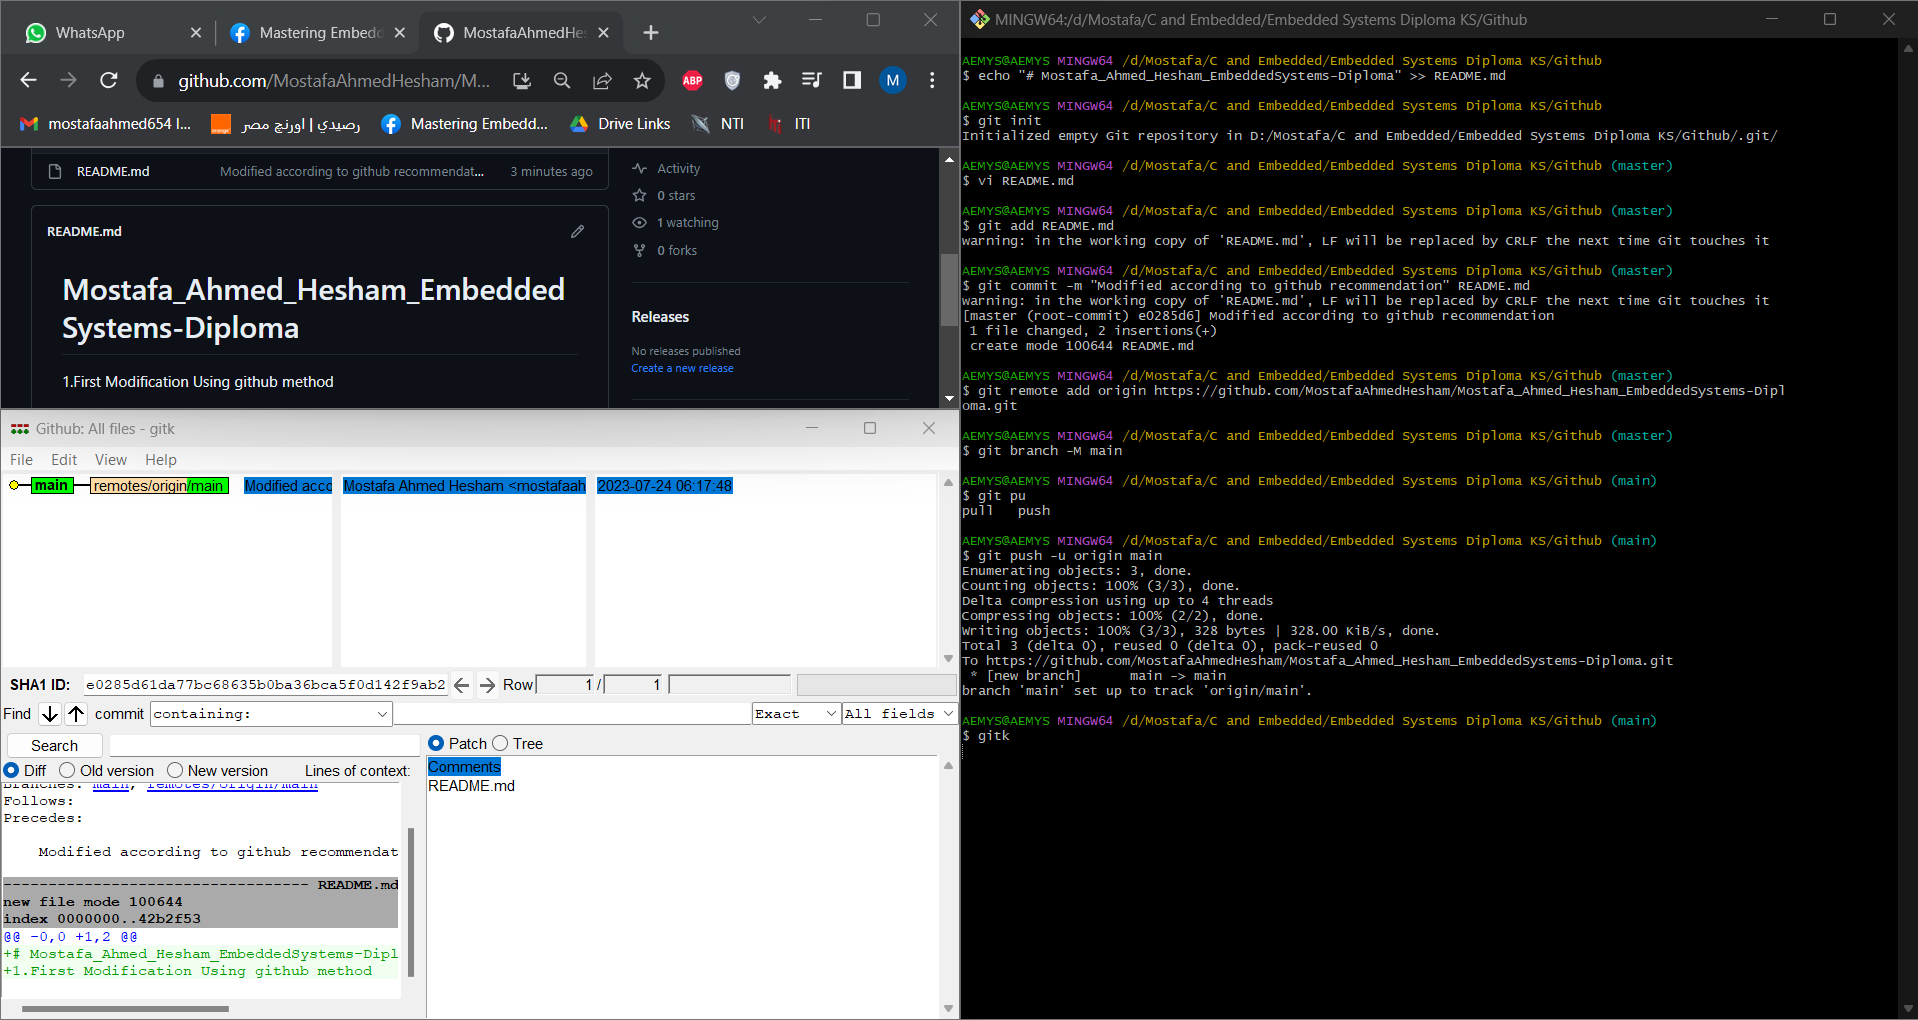 WhatsApp
Mastering Embedd
MostafaAhmedHes
github.com/MostafaAhmedHesham/M...
ABP
M
mostafaahmed654 I...
رصيدي | اورنچ مصر
Mastering Embedd...
Drive Links
NTI
ITI
README.md
Modified according to github recommendat...
3 minutes ago
README.md
Mostafa_Ahmed_Hesham_Embedded
Systems-Diploma
1.First Modification Using github method
Activity
0 stars
1 watching
0 forks
Releases
No releases published
Create a new release
Github: All files - gitk
File Edit View Help
main
remotes/origin/main
Modified acco
Mostafa Ahmed Hesham <mostafaah
2023-07-24 06:17:48
SHA1 ID: e0285d61da77bc68635b0ba36bca5f0d142f9ab2
Row 1 / 1
Find commit containing:
Exact
All fields
Search
Patch Tree
Diff Old version New version Lines of context:
Comments
README.md
Branches: main, remotes/origin/main
Follows:
Precedes:
Modified according to github recommendat
---------------------------------- README.md
new file mode 100644
index 0000000..42b2f53
@@ -0,0 +1,2 @@
+# Mostafa_Ahmed_Hesham_EmbeddedSystems-Dipl
+1.First Modification Using github method
MINGW64:/d/Mostafa/C and Embedded/Embedded Systems Diploma KS/Github
AEMYS@AEMYS MINGW64 /d/Mostafa/C and Embedded/Embedded Systems Diploma KS/Github
$ echo "# Mostafa_Ahmed_Hesham_EmbeddedSystems-Diploma" >> README.md
AEMYS@AEMYS MINGW64 /d/Mostafa/C and Embedded/Embedded Systems Diploma KS/Github
$ git init
Initialized empty Git repository in D:/Mostafa/C and Embedded/Embedded Systems Diploma KS/Github/.git/
AEMYS@AEMYS MINGW64 /d/Mostafa/C and Embedded/Embedded Systems Diploma KS/Github (master)
$ vi README.md
AEMYS@AEMYS MINGW64 /d/Mostafa/C and Embedded/Embedded Systems Diploma KS/Github (master)
$ git add README.md
warning: in the working copy of 'README.md', LF will be replaced by CRLF the next time Git touches it
AEMYS@AEMYS MINGW64 /d/Mostafa/C and Embedded/Embedded Systems Diploma KS/Github (master)
$ git commit -m "Modified according to github recommendation" README.md
warning: in the working copy of 'README.md', LF will be replaced by CRLF the next time Git touches it
[master (root-commit) e0285d6] Modified according to github recommendation
1 file changed, 2 insertions(+)
create mode 100644 README.md
AEMYS@AEMYS MINGW64 /d/Mostafa/C and Embedded/Embedded Systems Diploma KS/Github (master)
$ git remote add origin https://github.com/MostafaAhmedHesham/Mostafa_Ahmed_Hesham_EmbeddedSystems-Dipl
oma.git
AEMYS@AEMYS MINGW64 /d/Mostafa/C and Embedded/Embedded Systems Diploma KS/Github (master)
$ git branch -M main
AEMYS@AEMYS MINGW64 /d/Mostafa/C and Embedded/Embedded Systems Diploma KS/Github (main)
$ git pu
pull push
AEMYS@AEMYS MINGW64 /d/Mostafa/C and Embedded/Embedded Systems Diploma KS/Github (main)
$ git push -u origin main
Enumerating objects: 3, done.
Counting objects: 100% (3/3), done.
Delta compression using up to 4 threads
Compressing objects: 100% (2/2), done.
Writing objects: 100% (3/3), 328 bytes | 328.00 KiB/s, done.
Total 3 (delta 0), reused 0 (delta 0), pack-reused 0
To https://github.com/MostafaAhmedHesham/Mostafa_Ahmed_Hesham_EmbeddedSystems-Diploma.git
* [new branch] main -> main
branch 'main' set up to track 'origin/main'.
AEMYS@AEMYS MINGW64 /d/Mostafa/C and Embedded/Embedded Systems Diploma KS/Github (main)
$ gitk